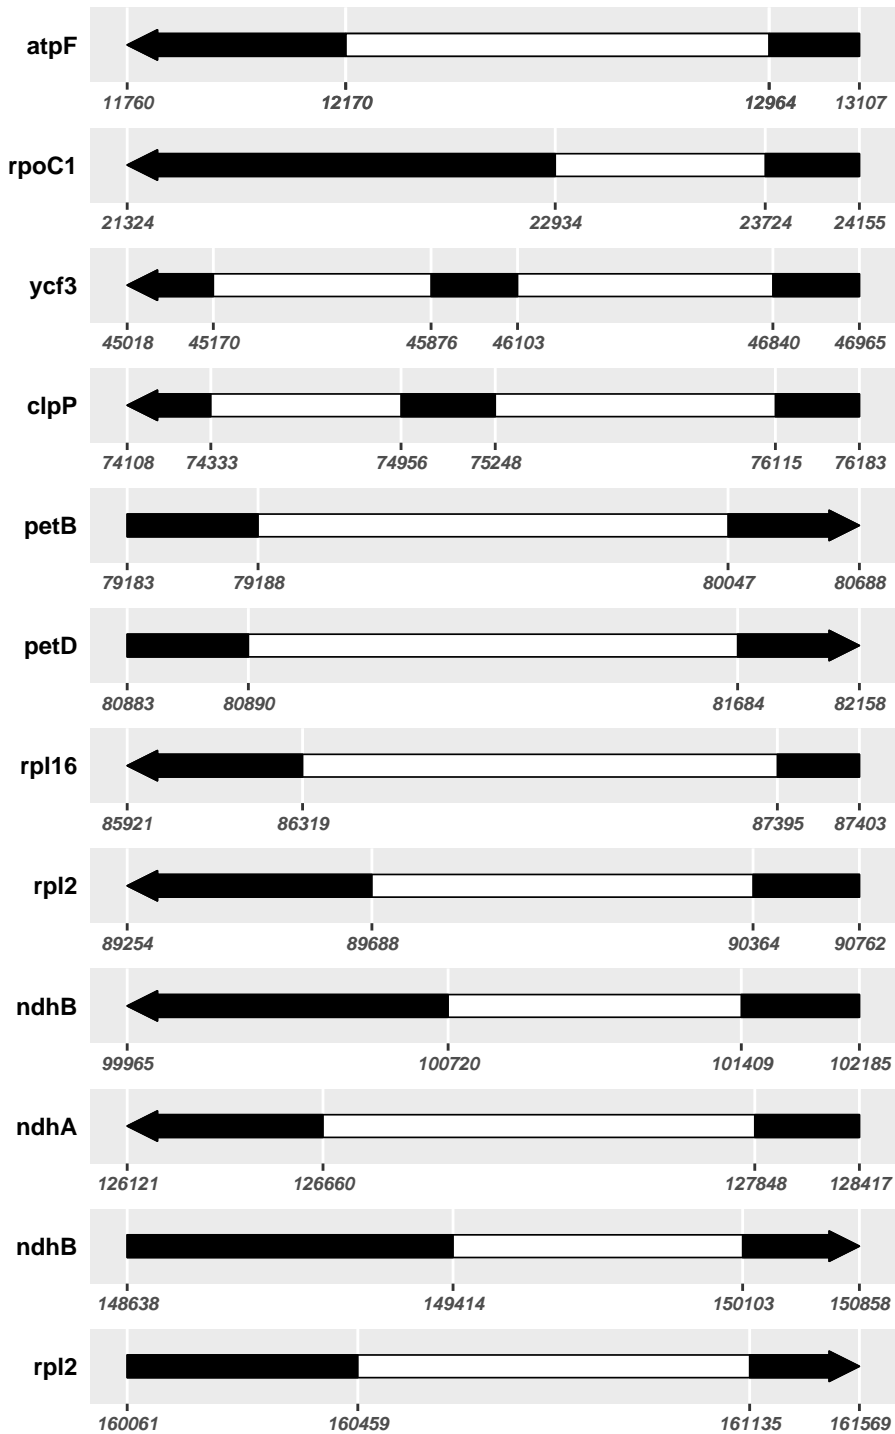 atpF
11760 12170 12964 13107
rpoC1
21324 22934 23724 24155
ycf3
45018 45170 45876 46103 46840 46965
clpP
74108 74333 74956 75248 76115 76183
petB
79183 79188 80047 80688
petD
80883 80890 81684 82158
rpl16
85921 86319 87395 87403
rpl2
89254 89688 90364 90762
ndhB
99965 100720 101409 102185
ndhA
126121 126660 127848 128417
ndhB
148638 149414 150103 150858
rpl2
160061 160459 161135 161569